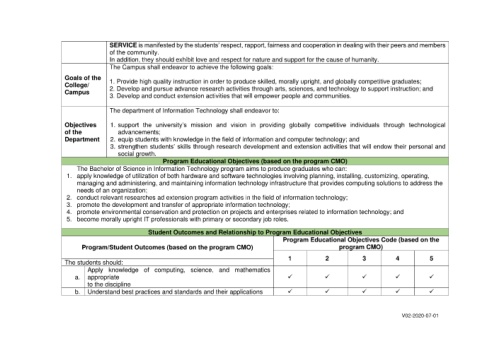 SERVICE is manifested by the students' respect, rapport, fairness and cooperation in dealing with their peers and members
of the community.
In addition, they should exhibit love and respect for nature and support for the cause of humanity.
Goals of the
College/
Campus
The Campus shall endeavor to achieve the following goals:
1. Provide high quality instruction in order to produce skilled, morally upright, and globally competitive graduates;
2. Develop and pursue advance research activities through arts, sciences, and technology to support instruction; and
3. Develop and conduct extension activities that will empower people and communities.
Objectives
of the
Department
The department of Information Technology shall endeavor to:
1. support the university's mission and vision in providing globally competitive individuals through technological
advancements;
2. equip students with knowledge in the field of information and computer technology; and
3. strengthen students' skills through research development and extension activities that will endow their personal and
social growth.
Program Educational Objectives (based on the program CMO)
The Bachelor of Science in Information Technology program aims to produce graduates who can:
1. apply knowledge of utilization of both hardware and software technologies involving planning, installing, customizing, operating,
managing and administering, and maintaining information technology infrastructure that provides computing solutions to address the
needs of an organization;
2. conduct relevant researches ad extension program activities in the field of information technology;
3. promote the development and transfer of appropriate information technology;
4. promote environmental conservation and protection on projects and enterprises related to information technology; and
5. become morally upright IT professionals with primary or secondary job roles.
Student Outcomes and Relationship to Program Educational Objectives
Program/Student Outcomes (based on the program CMO)
Program Educational Objectives Code (based on the
program CMO)
1 2 3 4 5
The students should:
a. Apply knowledge of computing, science, and mathematics
appropriate ✓ ✓ ✓ ✓ ✓
to the discipline
b. Understand best practices and standards and their applications ✓ ✓ ✓ ✓ ✓
V02-2020-07-01